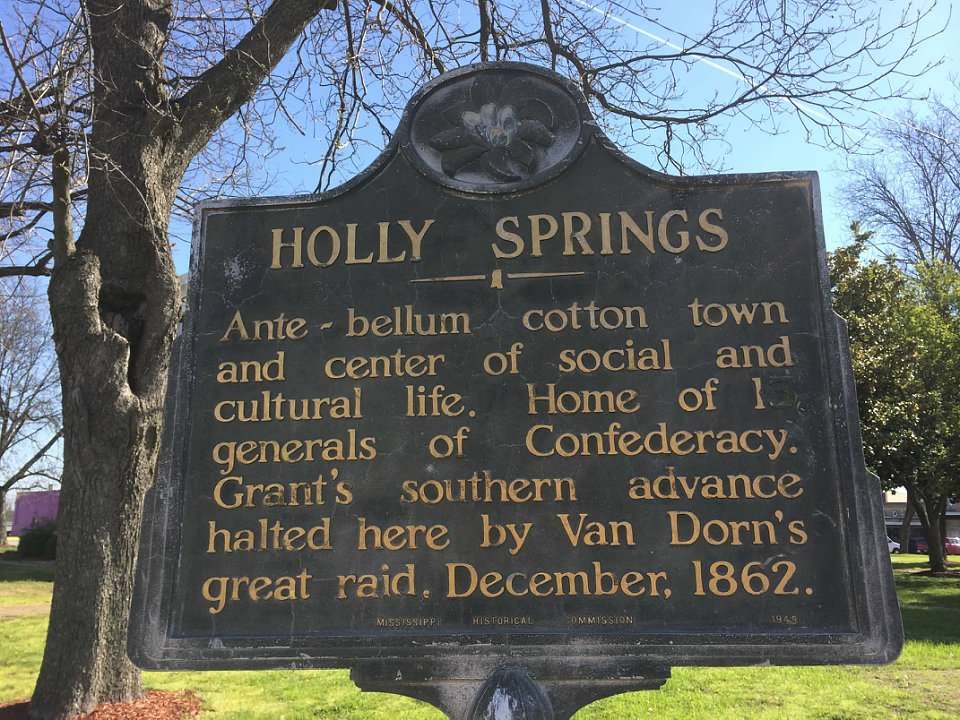 HOLLY SPRINGS
Ante-bellum cotton town
and center of social and
cultural life. Home of
generals of Confederacy.
Grant's southern advance
halted here by Van Dorn's
great raid, December, 1862.
MISSISSIPPI HISTORICAL COMMISSION 1949